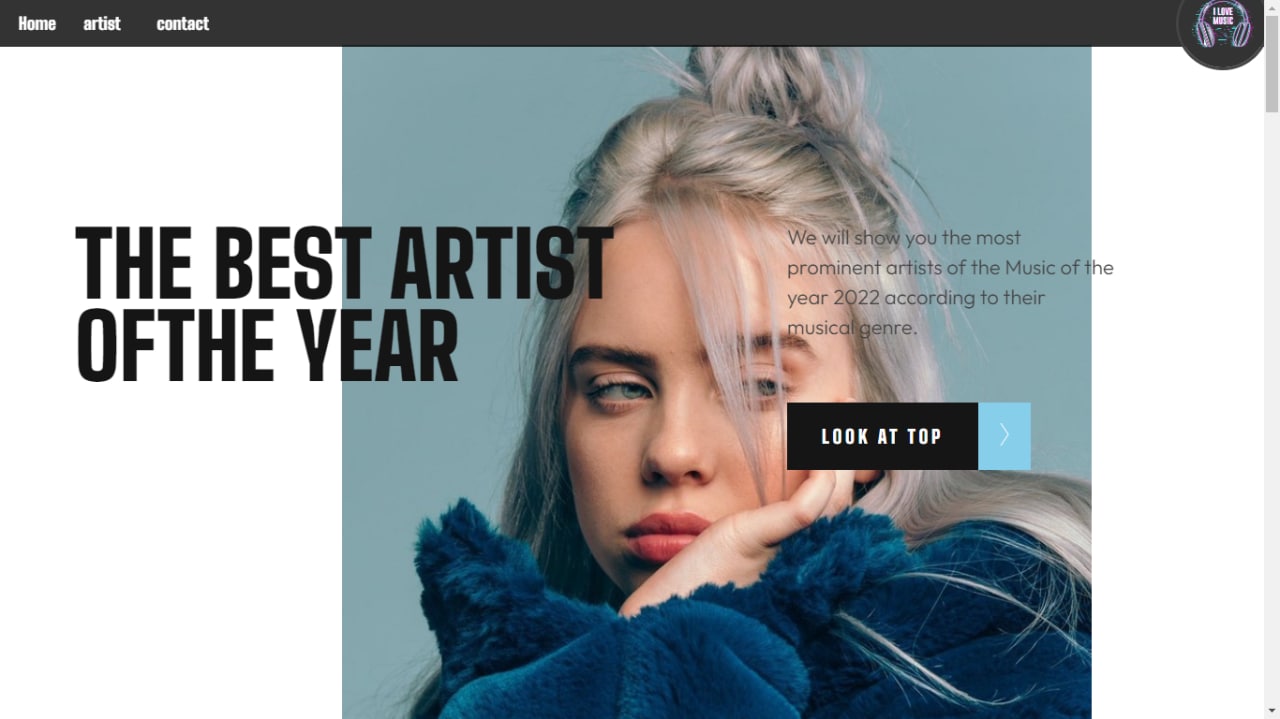 Home artist contact
I LOVE
MUSIC
THE BEST ARTIST
OFTHE YEAR
We will show you the most
prominent artists of the Music of the
year 2022 according to their
musical genre.
LOOK AT TOP